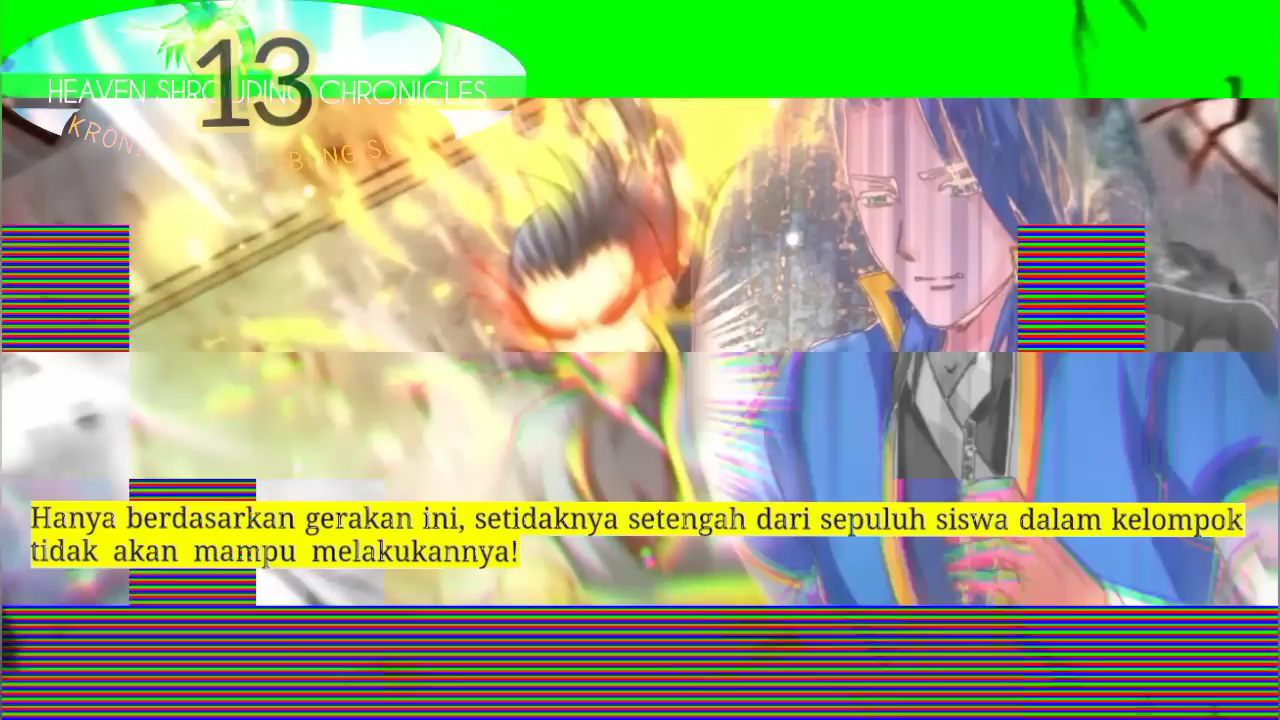 13
HEAVEN SHROUDING CHRONICLES
Hanya berdasarkan gerakan ini, setidaknya setengah dari sepuluh siswa dalam kelompok
tidak akan mampu melakukannya!